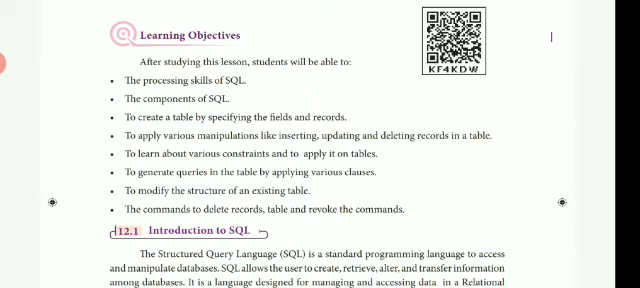 Learning Objectives
KF4KDW
After studying this lesson, students will be able to:
• The processing skills of SQL.
• The components of SQL.
• To create a table by specifying the fields and records.
• To apply various manipulations like inserting, updating and deleting records in a table.
• To learn about various constraints and to apply it on tables.
• To generate queries in the table by applying various clauses.
• To modify the structure of an existing table.
• The commands to delete records, table and revoke the commands.
12.1 Introduction to SQL
The Structured Query Language (SQL) is a standard programming language to access
and manipulate databases. SQL allows the user to create, retrieve, alter, and transfer information
among databases. It is a language designed for managing and accessing data in a Relational